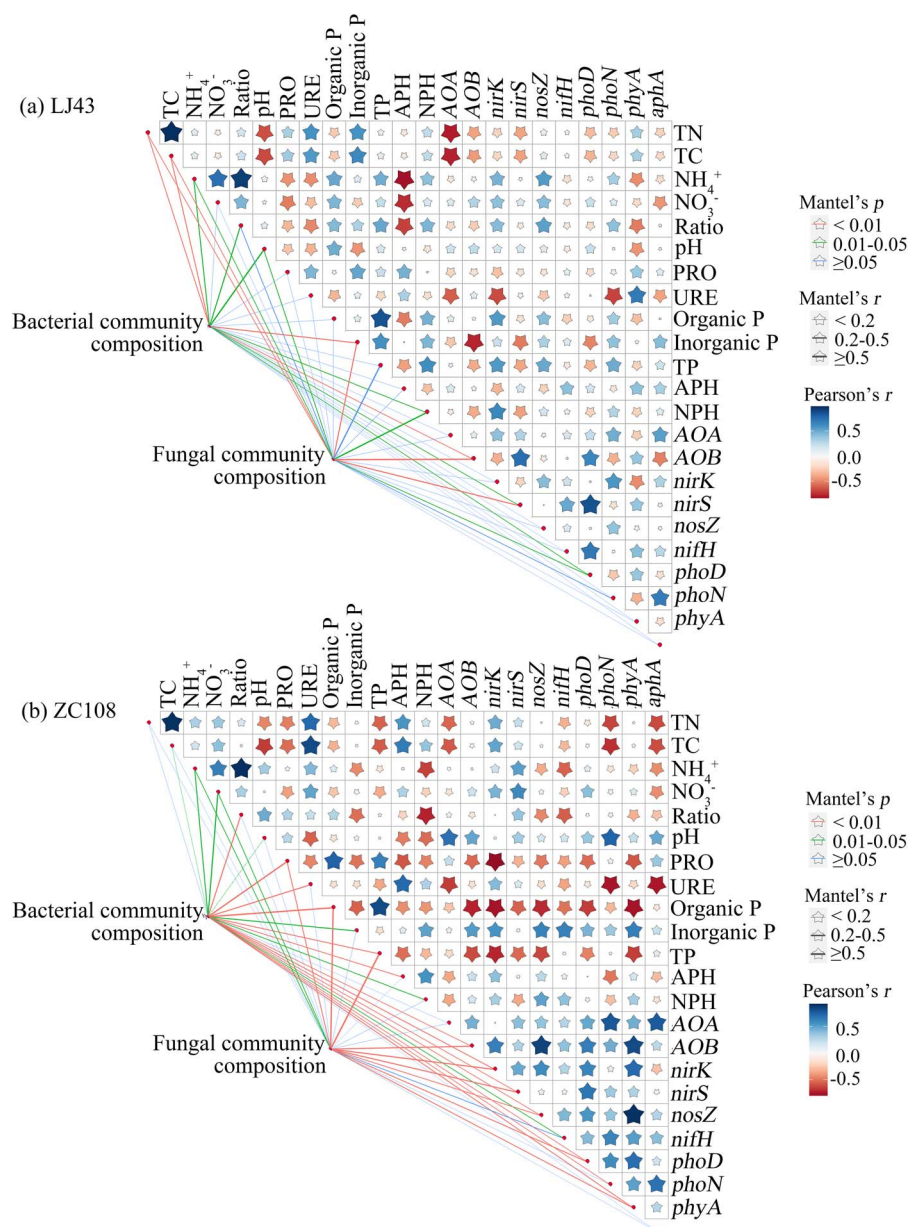 (a) LJ43
TC NH₄⁺ NO₃⁻ Ratio pH PRO URE Organic P Inorganic P TP APH NPH AOA AOB nirK nirS nosZ nifH phoD phoN phyA aphA
TN
TC
NH₄⁺
NO₃⁻
Ratio
pH
PRO
URE
Organic P
Inorganic P
TP
APH
NPH
AOA
AOB
nirK
nirS
nosZ
nifH
phoD
phoN
phyA
Bacterial community
composition
Fungal community
composition
Mantel's p
< 0.01
0.01-0.05
≥0.05
Mantel's r
< 0.2
0.2-0.5
≥0.5
Pearson's r
0.5
0.0
-0.5
(b) ZC108
TC NH₄⁺ NO₃⁻ Ratio pH PRO URE Organic P Inorganic P TP APH NPH AOA AOB nirK nirS nosZ nifH phoD phoN phyA aphA
TN
TC
NH₄⁺
NO₃⁻
Ratio
pH
PRO
URE
Organic P
Inorganic P
TP
APH
NPH
AOA
AOB
nirK
nirS
nosZ
nifH
phoD
phoN
phyA
Bacterial community
composition
Fungal community
composition
Mantel's p
< 0.01
0.01-0.05
≥0.05
Mantel's r
< 0.2
0.2-0.5
≥0.5
Pearson's r
0.5
0.0
-0.5